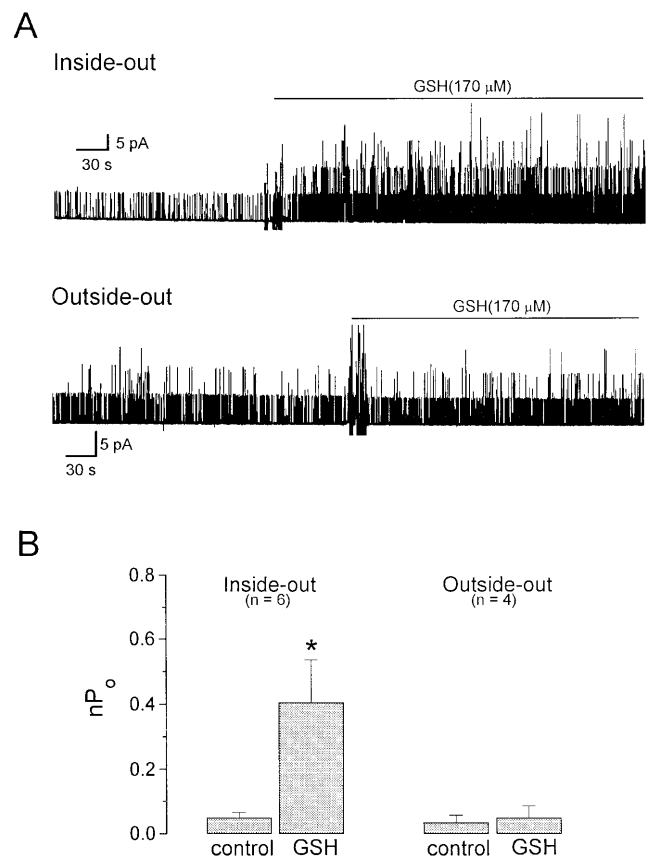 A
Inside-out
GSH(170 μM)
5 pA
30 s
Outside-out
GSH(170 μM)
5 pA
30 s
B
0.8
0.6
0.4
0.2
0.0
nPo
Inside-out
(n = 6)
Outside-out
(n = 4)
*
control
GSH
control
GSH